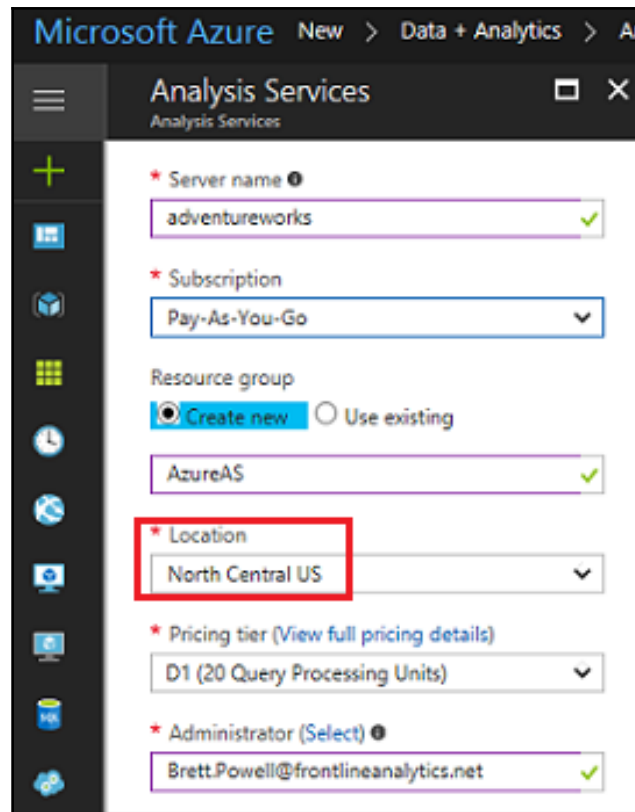 Microsoft Azure New > Data + Analytics >
Analysis Services
Analysis Services
* Server name
adventureworks
* Subscription
Pay-As-You-Go
Resource group
Create new Use existing
AzureAS
* Location
North Central US
* Pricing tier (View full pricing details)
D1 (20 Query Processing Units)
* Administrator (Select)
Brett.Powell@frontlineanalytics.net
SQL